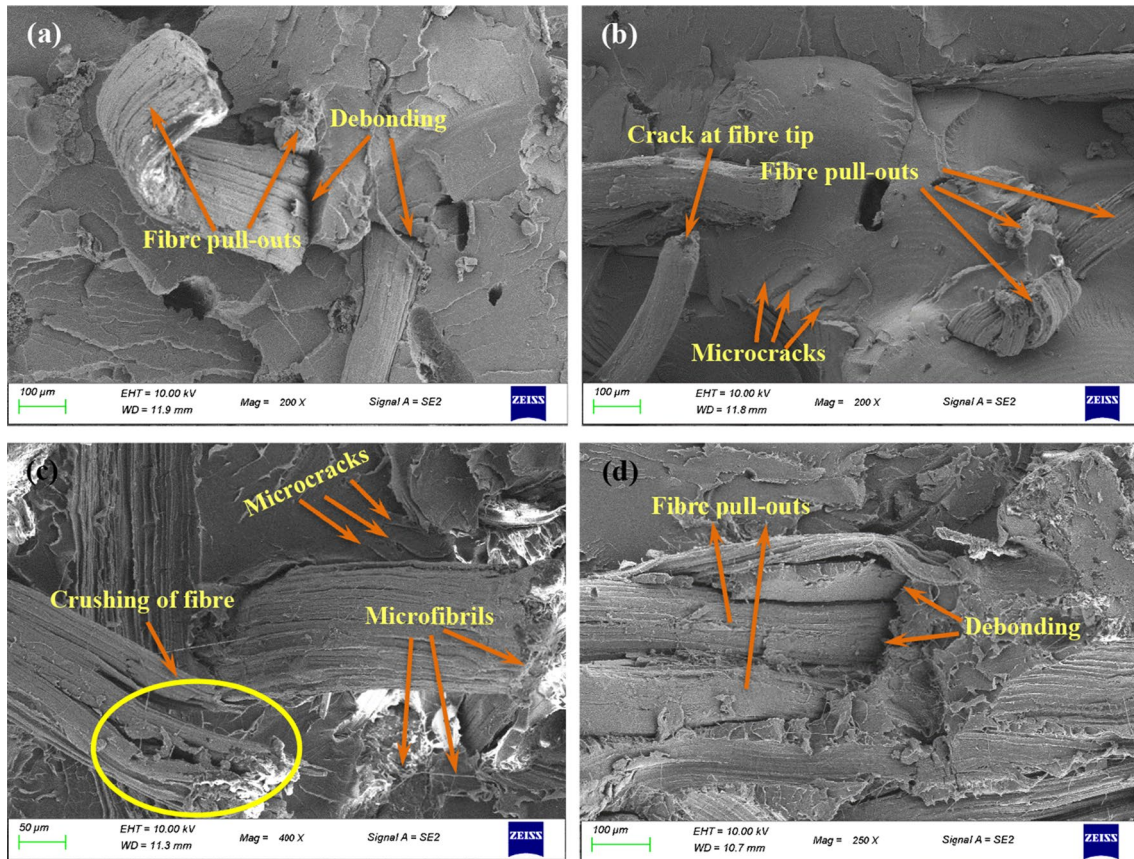 (a)
Debonding
Fibre pull-outs
100 µm
EHT = 10.00 kV
WD = 11.9 mm
Mag = 200 X
Signal A = SE2
ZEISS
(b)
Crack at fibre tip
Fibre pull-outs
Microcracks
100 µm
EHT = 10.00 kV
WD = 11.8 mm
Mag = 200 X
Signal A = SE2
ZEISS
(c)
Microcracks
Crushing of fibre
Microfibrils
50 µm
EHT = 10.00 kV
WD = 11.3 mm
Mag = 400 X
Signal A = SE2
ZEISS
(d)
Fibre pull-outs
Debonding
100 µm
EHT = 10.00 kV
WD = 10.7 mm
Mag = 250 X
Signal A = SE2
ZEISS